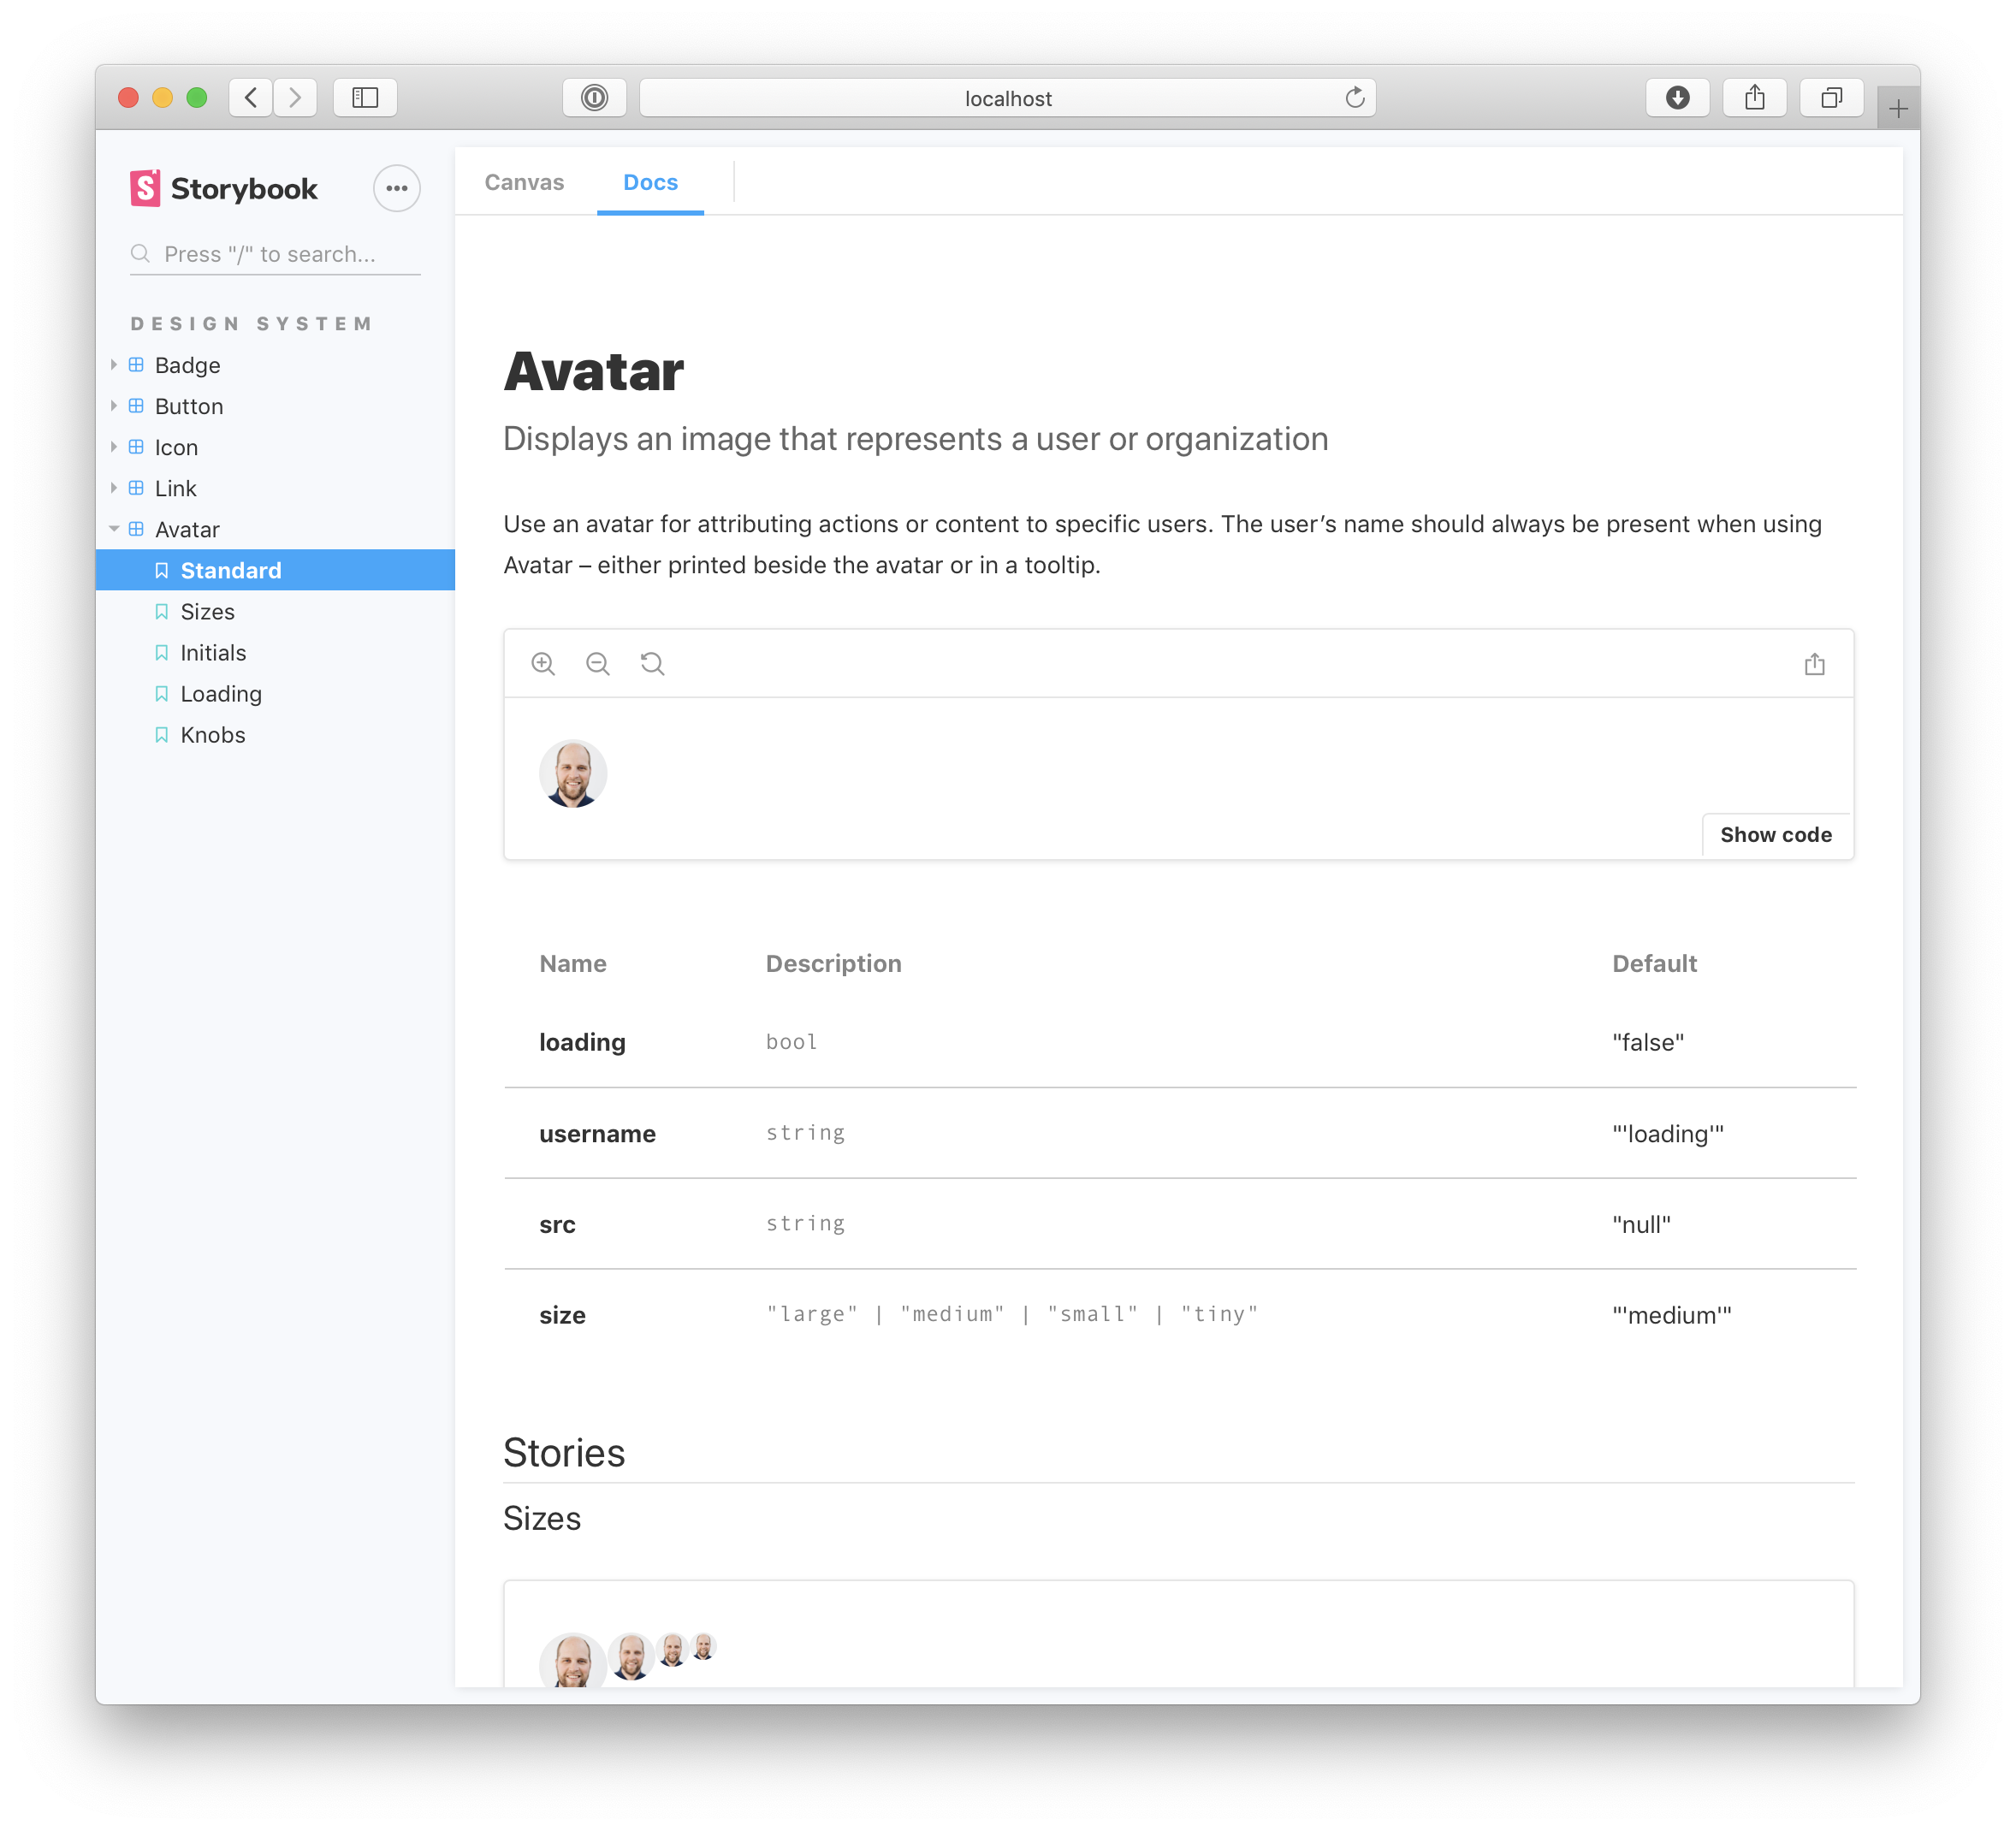 localhost
Storybook
Press "/" to search...
DESIGN SYSTEM
Badge
Button
Icon
Link
Avatar
Standard
Sizes
Initials
Loading
Knobs
Canvas Docs
Avatar
Displays an image that represents a user or organization
Use an avatar for attributing actions or content to specific users. The user’s name should always be present when using
Avatar – either printed beside the avatar or in a tooltip.
Show code
Name Description Default
loading bool "false"
username string "'loading'"
src string "null"
size "large" | "medium" | "small" | "tiny" "'medium'"
Stories
Sizes